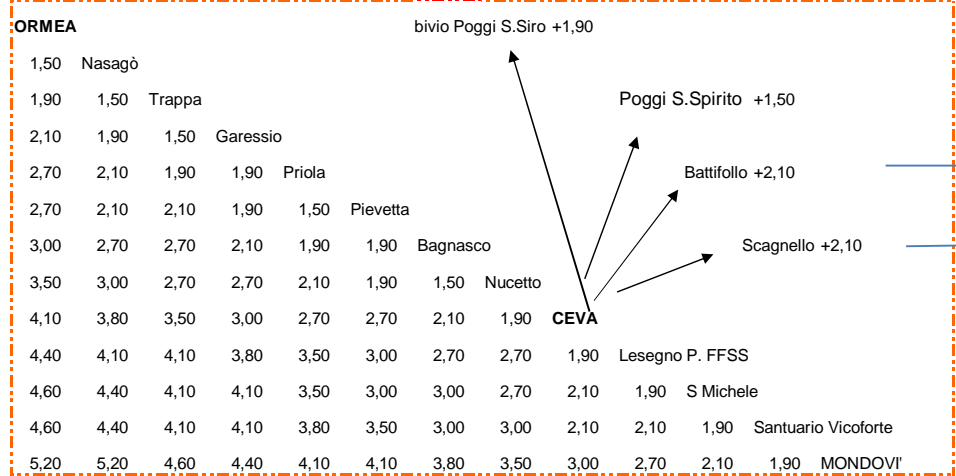 ORMEA bivio Poggi S.Siro +1,90
1,50 Nasagò
1,90 1,50 Trappa Poggi S.Spirito +1,50
2,10 1,90 1,50 Garessio
2,70 2,10 1,90 1,90 Priola Battifollo +2,10
2,70 2,10 2,10 1,90 1,50 Pievetta
3,00 2,70 2,70 2,10 1,90 1,90 Bagnasco Scagnello +2,10
3,50 3,00 2,70 2,70 2,10 1,90 1,50 Nucetto
4,10 3,80 3,50 3,00 2,70 2,70 2,10 1,90 CEVA
4,40 4,10 4,10 3,80 3,50 3,00 2,70 2,70 1,90 Lesegno P. FFSS
4,60 4,40 4,10 4,10 3,50 3,00 3,00 2,70 2,10 1,90 S Michele
4,60 4,40 4,10 4,10 3,80 3,50 3,00 3,00 2,10 2,10 1,90 Santuario Vicoforte
5,20 5,20 4,60 4,40 4,10 4,10 3,80 3,50 3,00 2,70 2,10 1,90 MONDOVI'